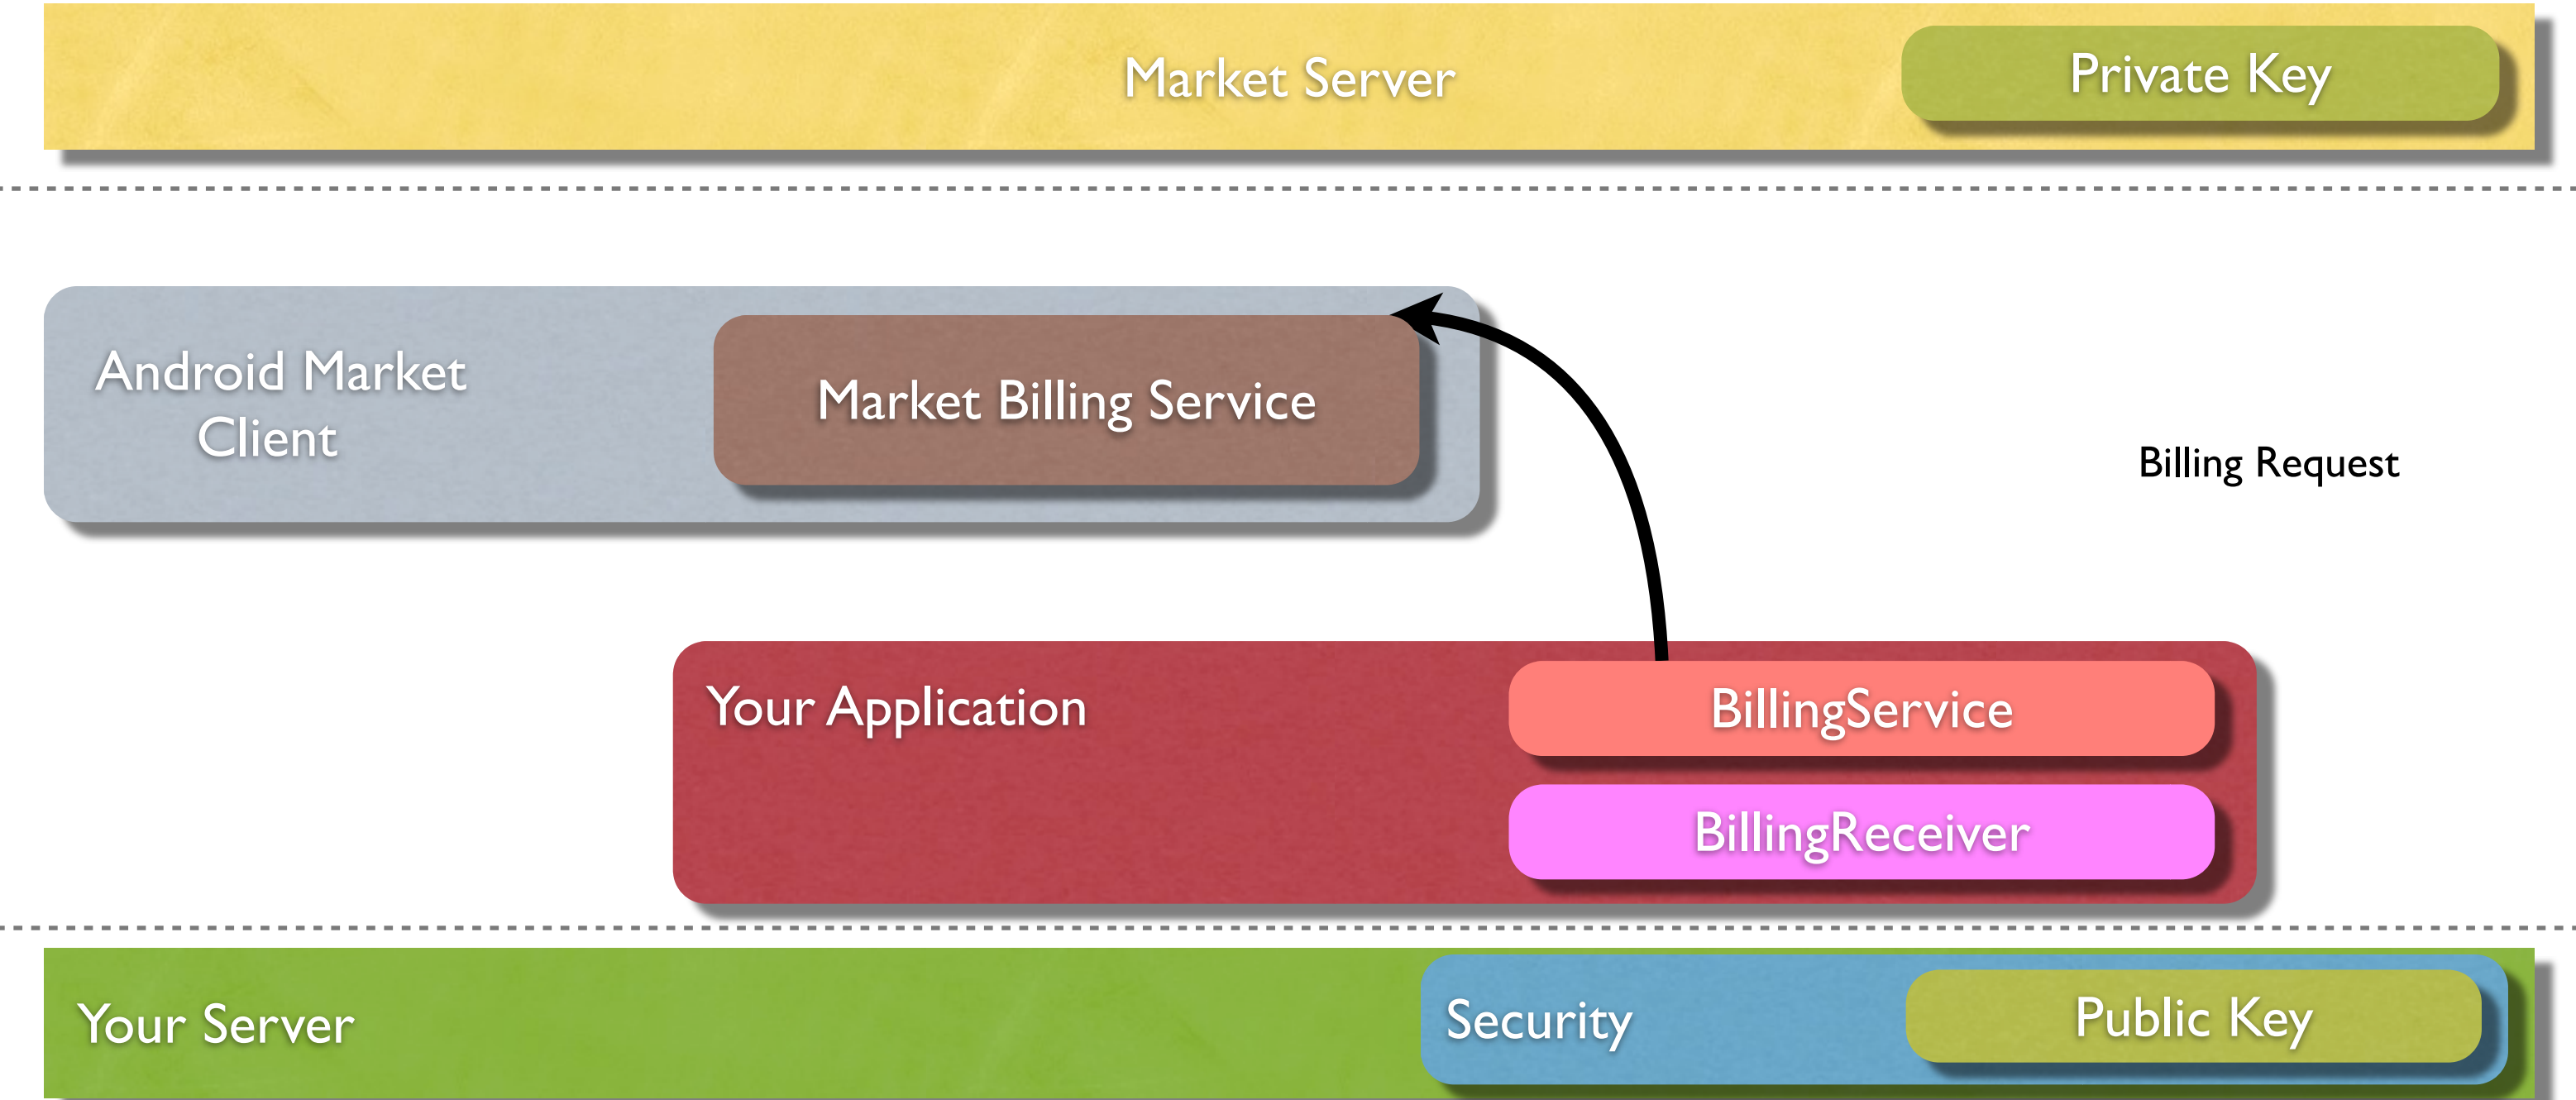 Market Server
Private Key
Android Market
Client
Market Billing Service
Billing Request
Your Application
BillingService
BillingReceiver
Your Server
Security
Public Key